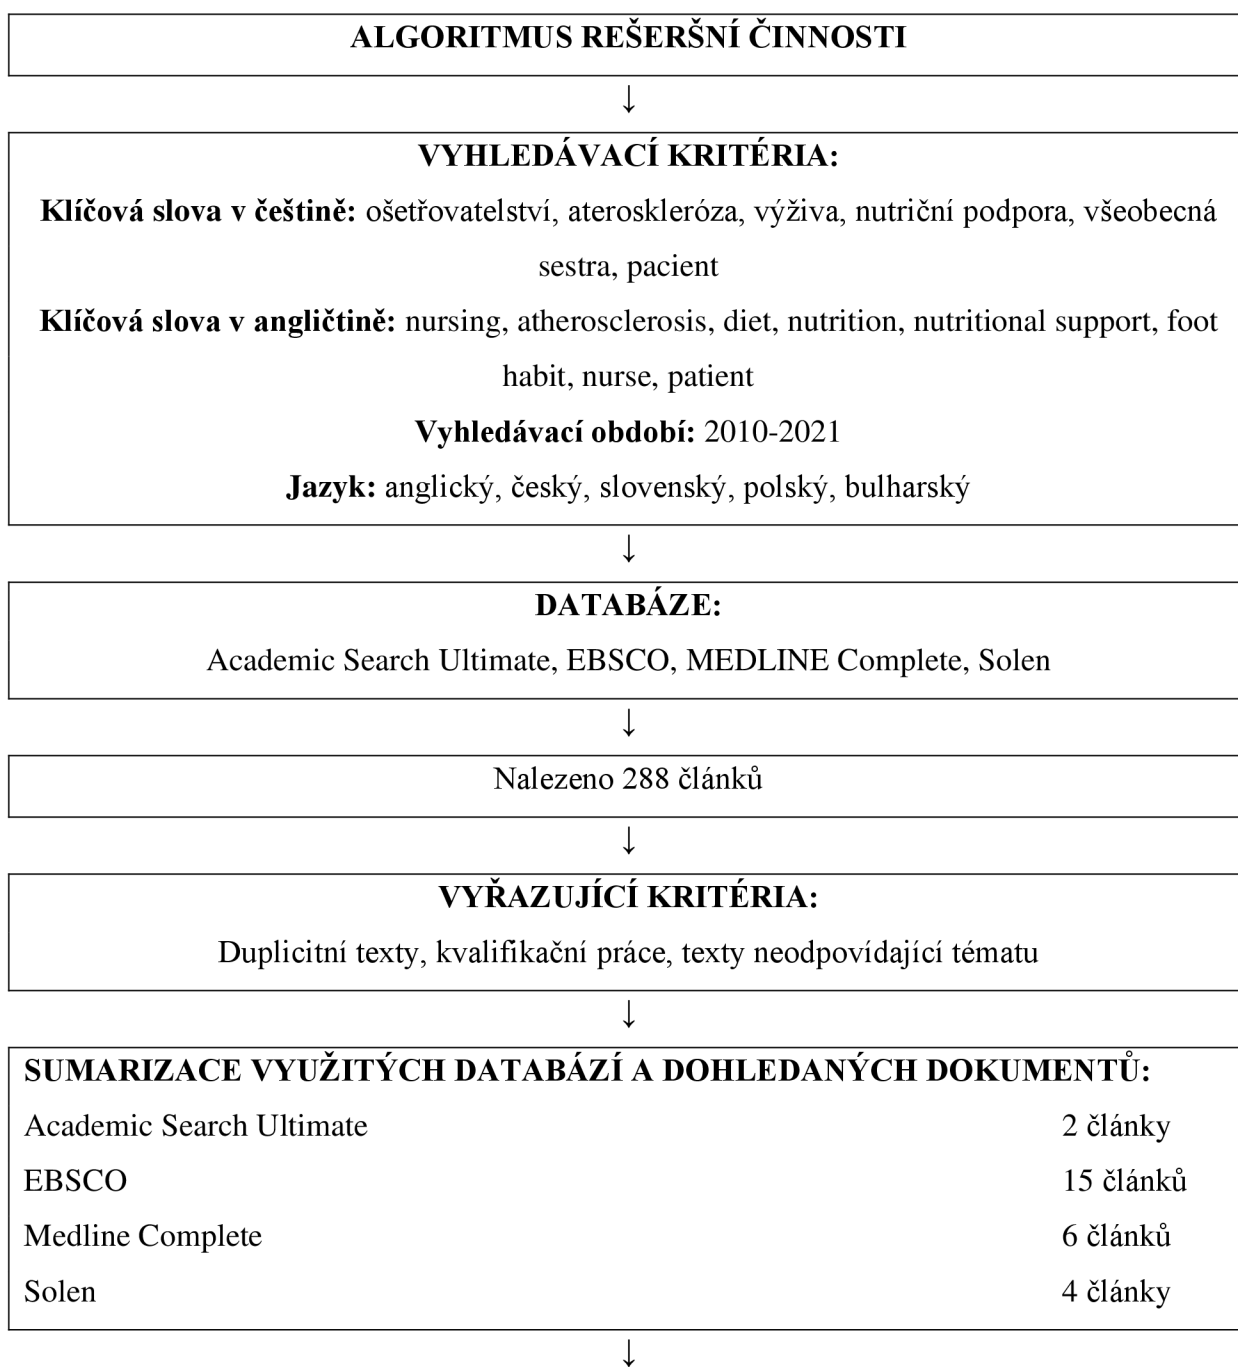 ALGORITMUS REŠERŠNÍ ČINNOSTI
↓
VYHLEDÁVACÍ KRITÉRIA:
Klíčová slova v češtině: ošetřovatelství, ateroskleróza, výživa, nutriční podpora, všeobecná
sestra, pacient
Klíčová slova v angličtině: nursing, atherosclerosis, diet, nutrition, nutritional support, foot
habit, nurse, patient
Vyhledávací období: 2010-2021
Jazyk: anglický, český, slovenský, polský, bulharský
↓
DATABÁZE:
Academic Search Ultimate, EBSCO, MEDLINE Complete, Solen
↓
Nalezeno 288 článků
↓
VYŘAZUJÍCÍ KRITÉRIA:
Duplicitní texty, kvalifikační práce, texty neodpovídající tématu
↓
SUMARIZACE VYUŽITÝCH DATABÁZÍ A DOHLEDANÝCH DOKUMENTŮ:
Academic Search Ultimate 2 články
EBSCO 15 článků
Medline Complete 6 článků
Solen 4 články
↓